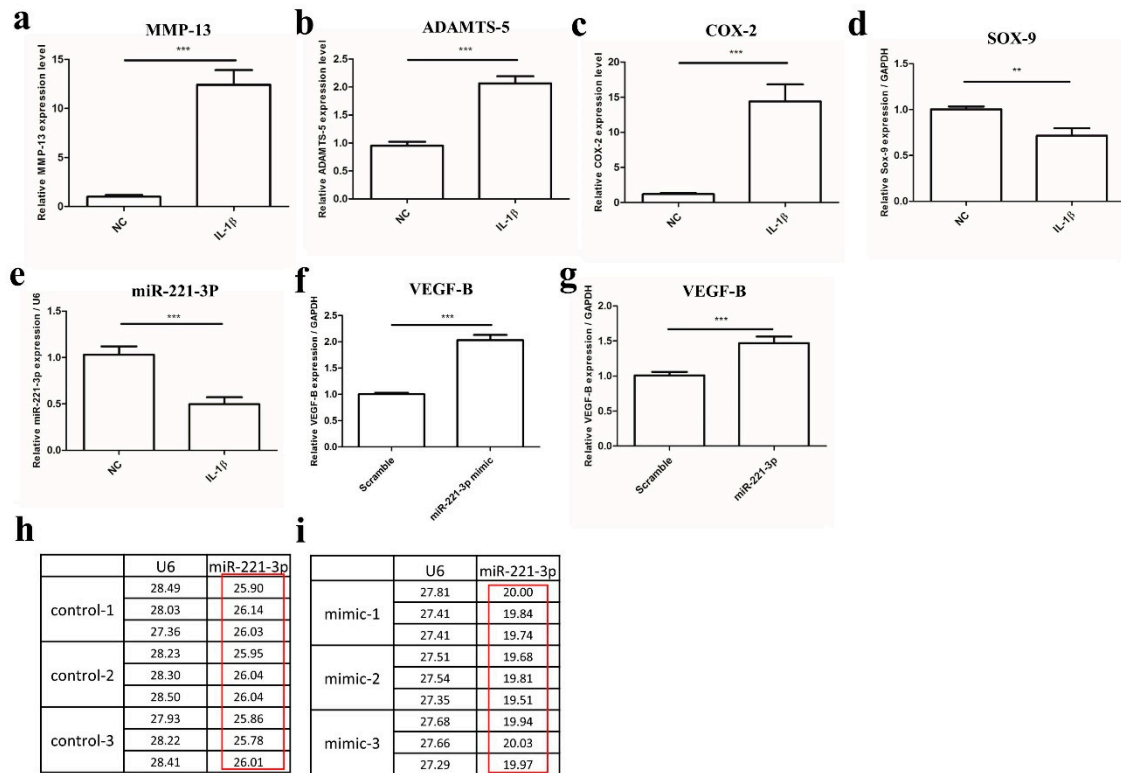 a
MMP-13
Relative MMP-13 expression level
15
10
5
0
***
NC
IL-1β
b
ADAMTS-5
Relative ADAMTS-5 expression level
2.5
2.0
1.5
1.0
0.5
0.0
***
NC
IL-1β
c
COX-2
Relative COX-2 expression level
20
15
10
5
0
***
NC
IL-1β
d
SOX-9
Relative Sox-9 expression / GAPDH
1.5
1.0
0.5
0.0
**
NC
IL-1β
e
miR-221-3P
Relative miR-221-3p expression / U6
1.5
1.0
0.5
0.0
***
NC
IL-1β
f
VEGF-B
Relative VEGF-B expression / GAPDH
2.5
2.0
1.5
1.0
0.5
0.0
***
Scramble
miR-221-3p mimic
g
VEGF-B
Relative VEGF-B expression / GAPDH
2.0
1.5
1.0
0.5
0.0
***
Scramble
miR-221-3p
h
U6 miR-221-3p
control-1
28.49 25.90
28.03 26.14
27.36 26.03
control-2
28.23 25.95
28.30 26.04
28.50 26.04
control-3
27.93 25.86
28.22 25.78
28.41 26.01
i
U6 miR-221-3p
mimic-1
27.81 20.00
27.41 19.84
27.41 19.74
mimic-2
27.51 19.68
27.54 19.81
27.35 19.51
mimic-3
27.68 19.94
27.66 20.03
27.29 19.97